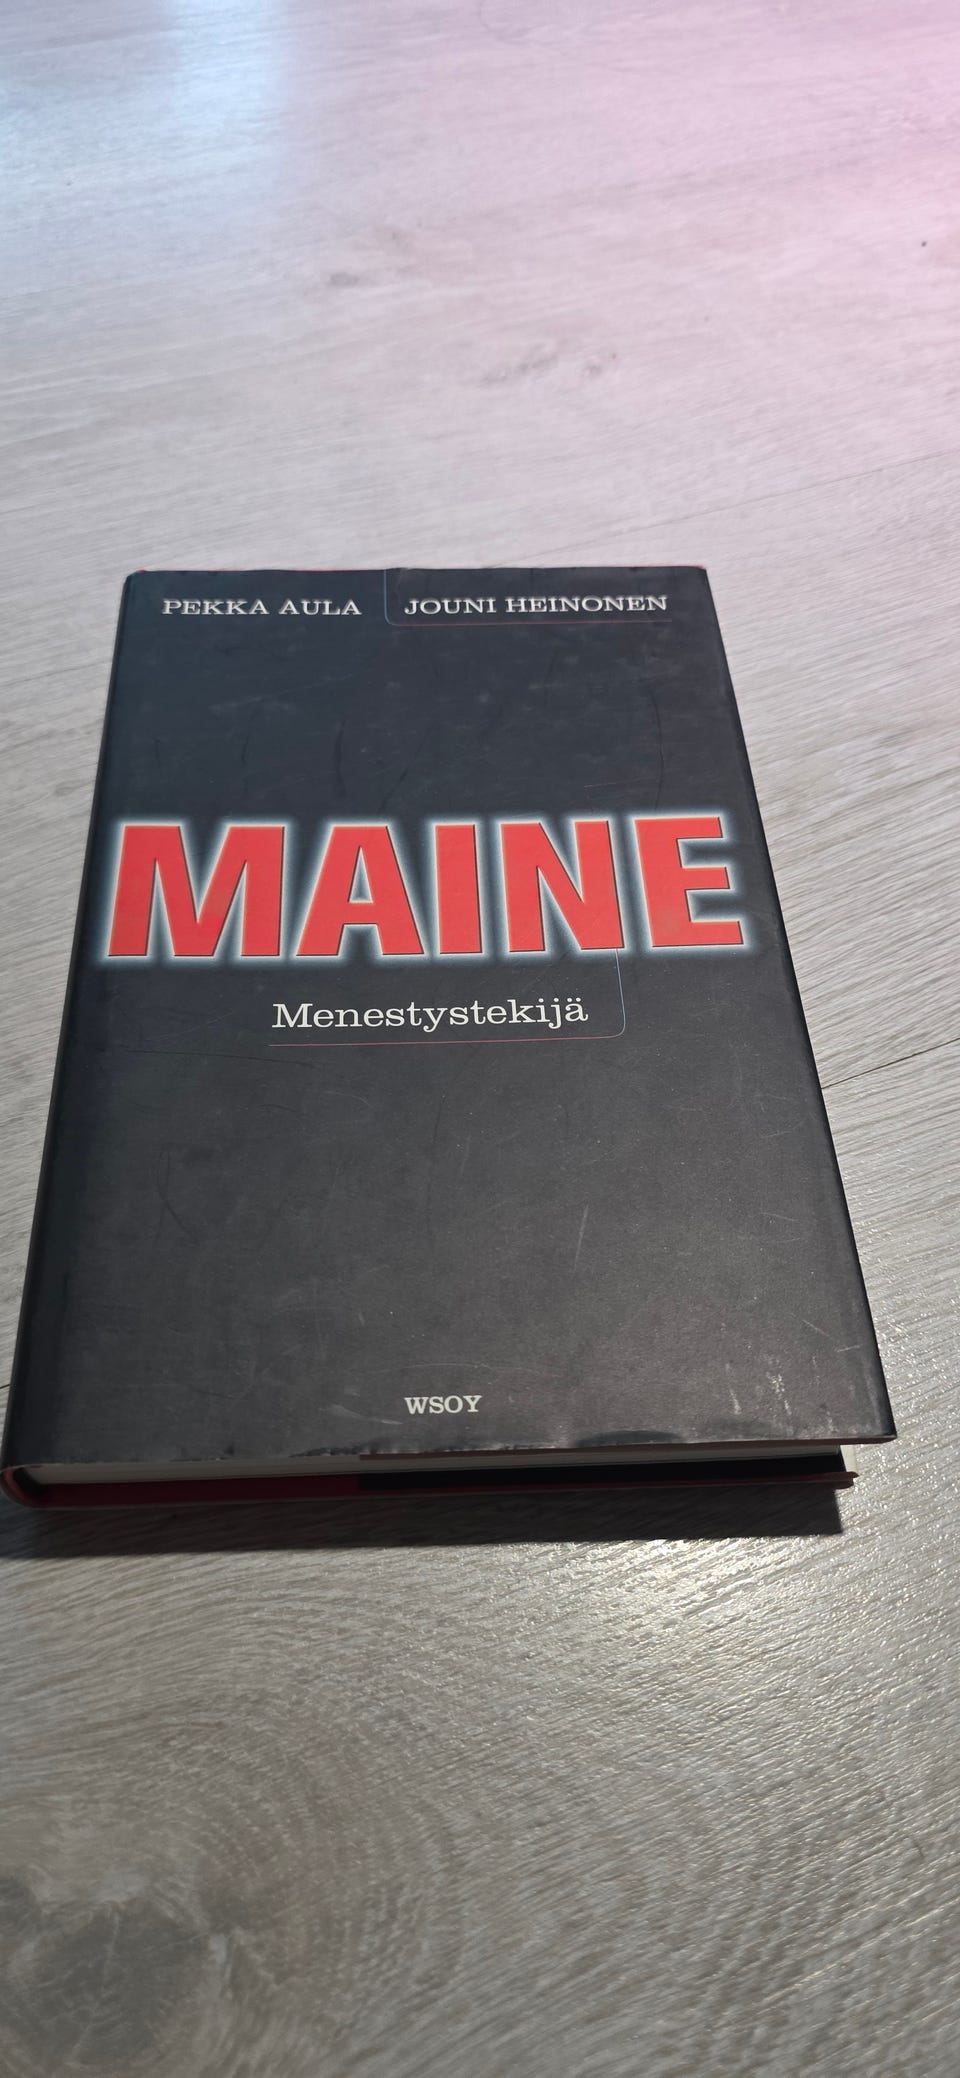 PEKKA AULA JOUNI HEINONEN
MAINE
Menestystekijä
WSOY